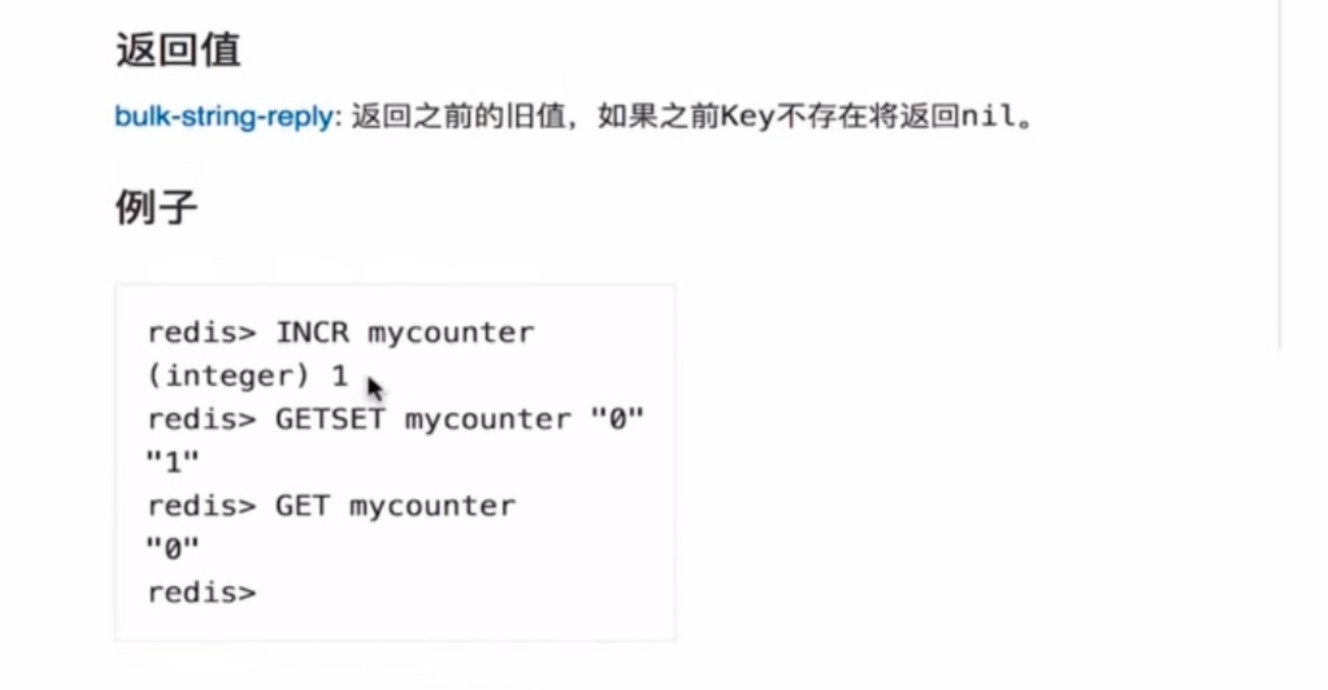 返回值
bulk-string-reply: 返回之前的旧值，如果之前Key不存在将返回nil。
例子
redis> INCR mycounter
(integer) 1
redis> GETSET mycounter "0"
"1"
redis> GET mycounter
"0"
redis>